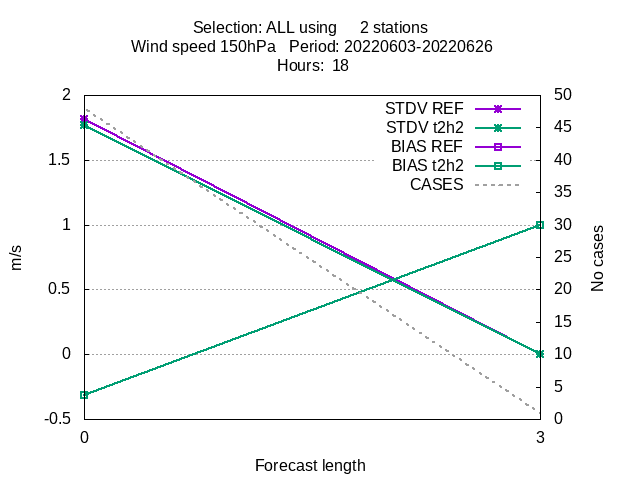 Selection: ALL using     2 stations
Wind speed 150hPa   Period: 20220603-20220626
Hours:  18
2
1.5
1
0.5
0
-0.5
m/s
STDV REF
STDV t2h2
BIAS REF
BIAS t2h2
CASES
50
45
40
35
30
25
20
15
10
5
0
No cases
0
3
Forecast length